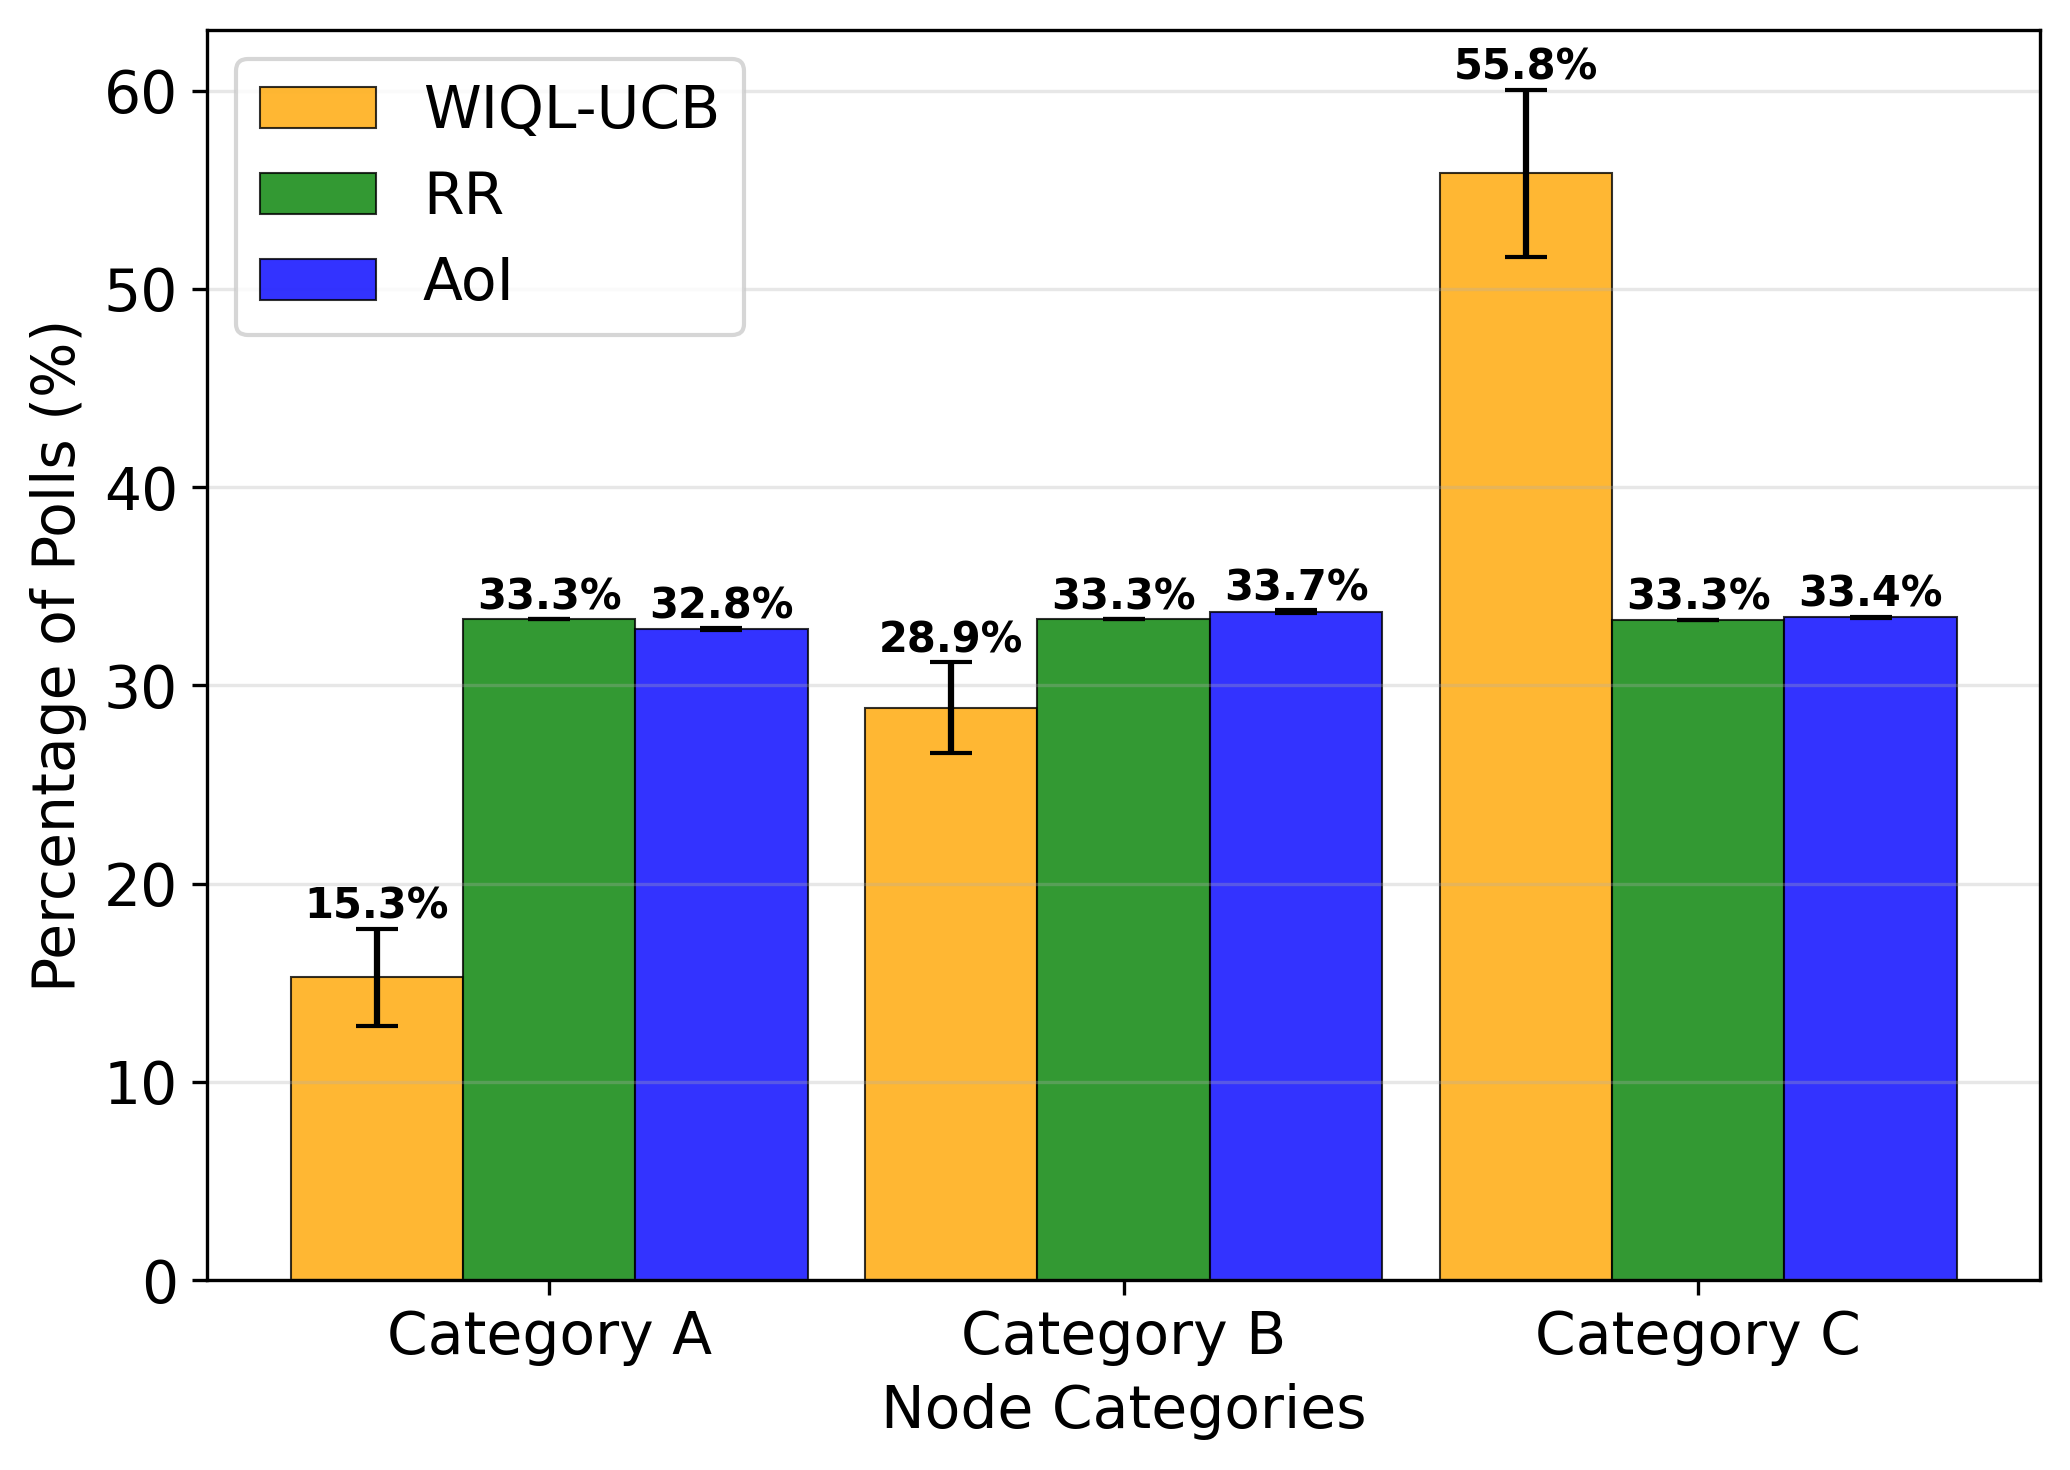 WIQL-UCB
RR
AoI
Percentage of Polls (%)
60
50
40
30
20
10
0
15.3%
33.3%
32.8%
28.9%
33.3%
33.7%
55.8%
33.3%
33.4%
Category A
Category B
Category C
Node Categories